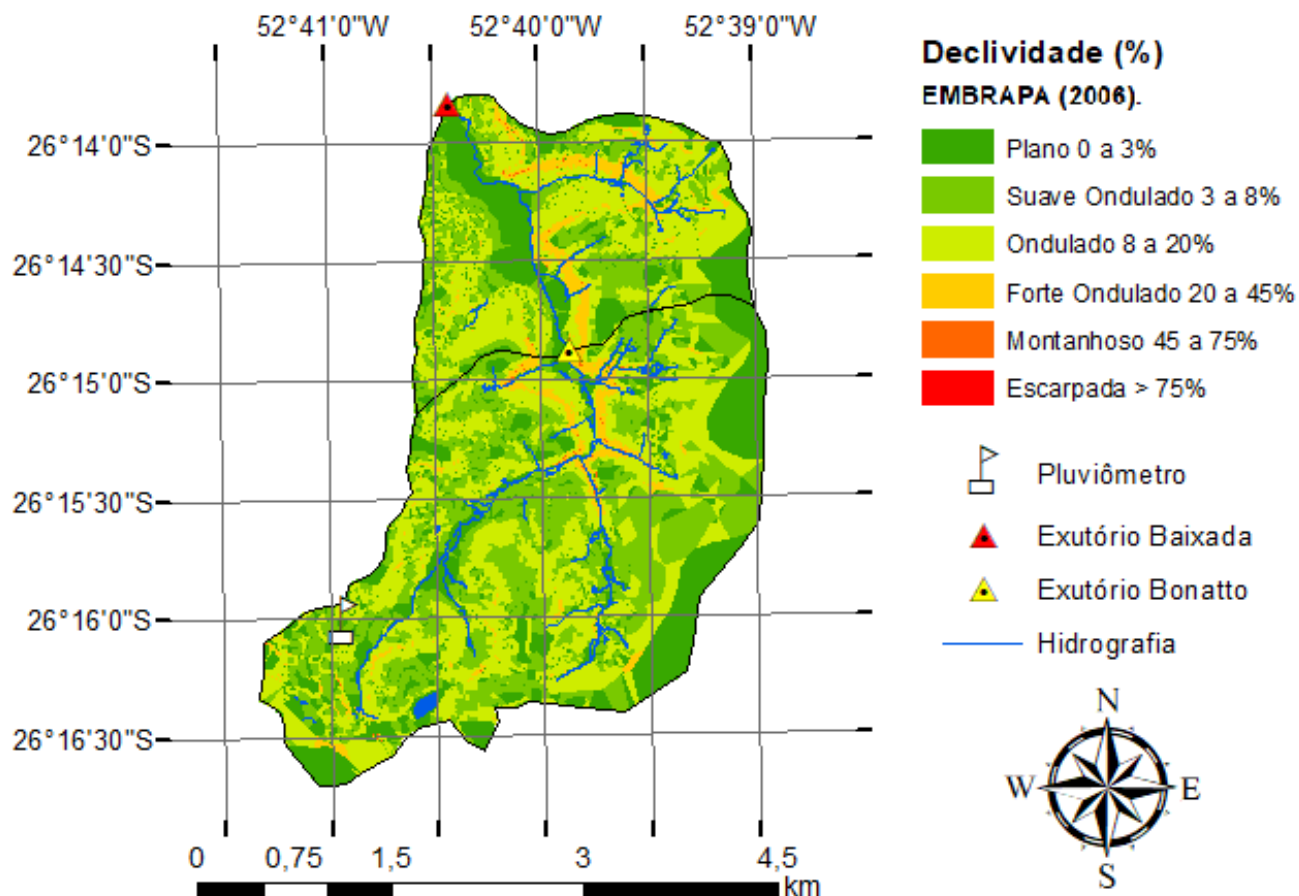 52°41'0"W 52°40'0"W 52°39'0"W
26°14'0"S
26°14'30"S
26°15'0"S
26°15'30"S
26°16'0"S
26°16'30"S
0 0,75 1,5 3 4,5
km
Declividade (%)
EMBRAPA (2006).
Plano 0 a 3%
Suave Ondulado 3 a 8%
Ondulado 8 a 20%
Forte Ondulado 20 a 45%
Montanhoso 45 a 75%
Escarpada > 75%
Pluviômetro
Exutório Baixada
Exutório Bonatto
Hidrografia
N
W E
S